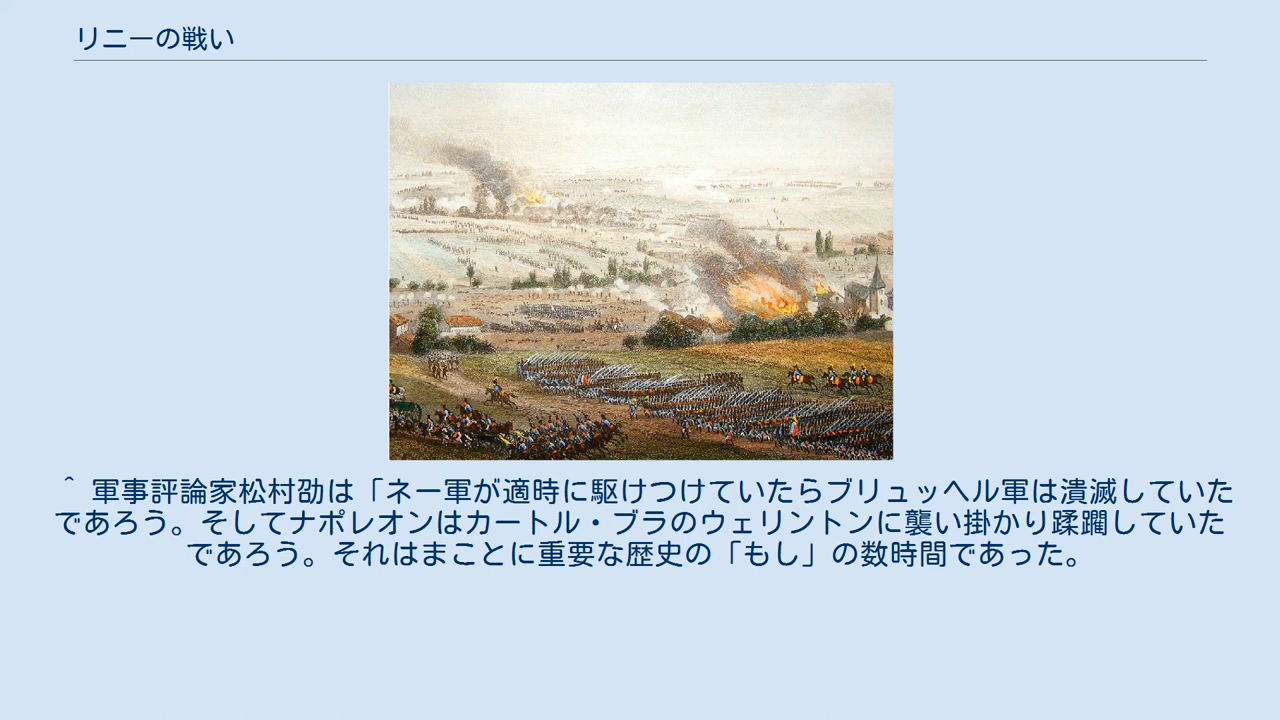 リニーの戦い
^ 軍事評論家松村劭は「ネー軍が適時に駆けつけていたらブリュッヘル軍は潰滅していた
であろう。そしてナポレオンはカートル・ブラのウェリントンに襲い掛かり蹂躙していた
であろう。それはまことに重要な歴史の「もし」の数時間であった。